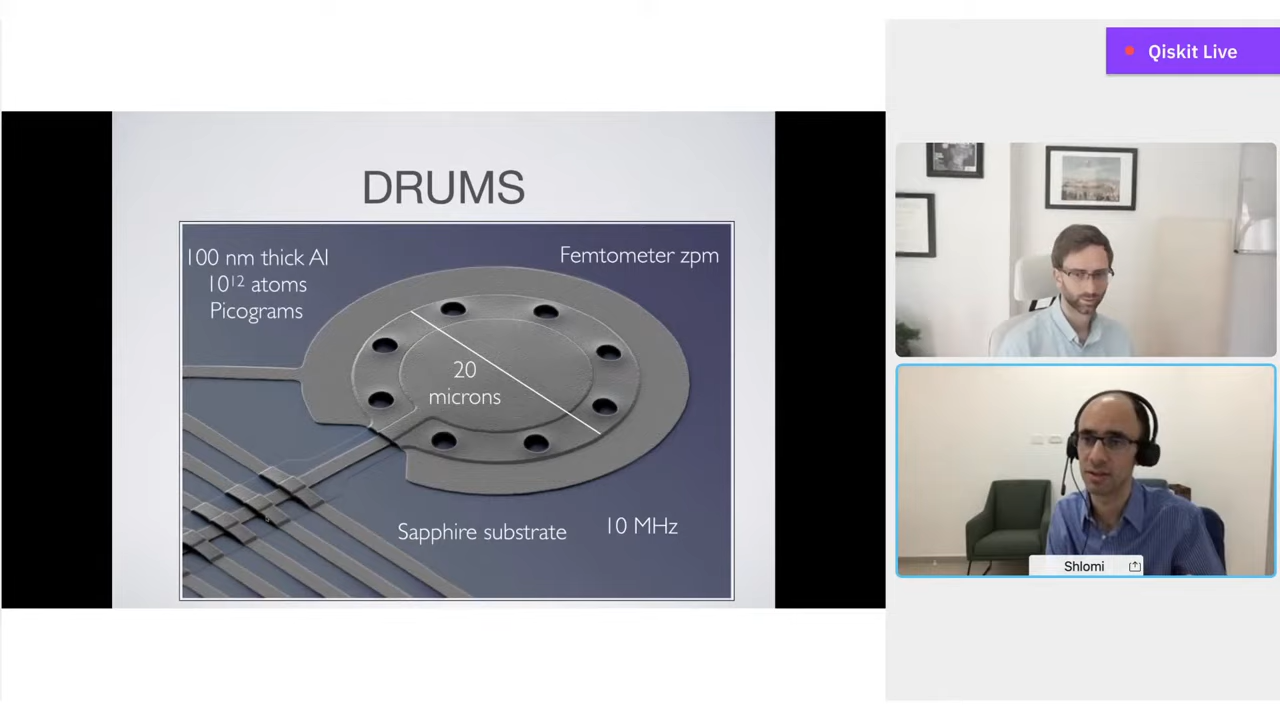 Qiskit Live
DRUMS
100 nm thick Al
10¹² atoms
Picograms
Femtometer zpm
20
microns
Sapphire substrate
10 MHz
Shlomi